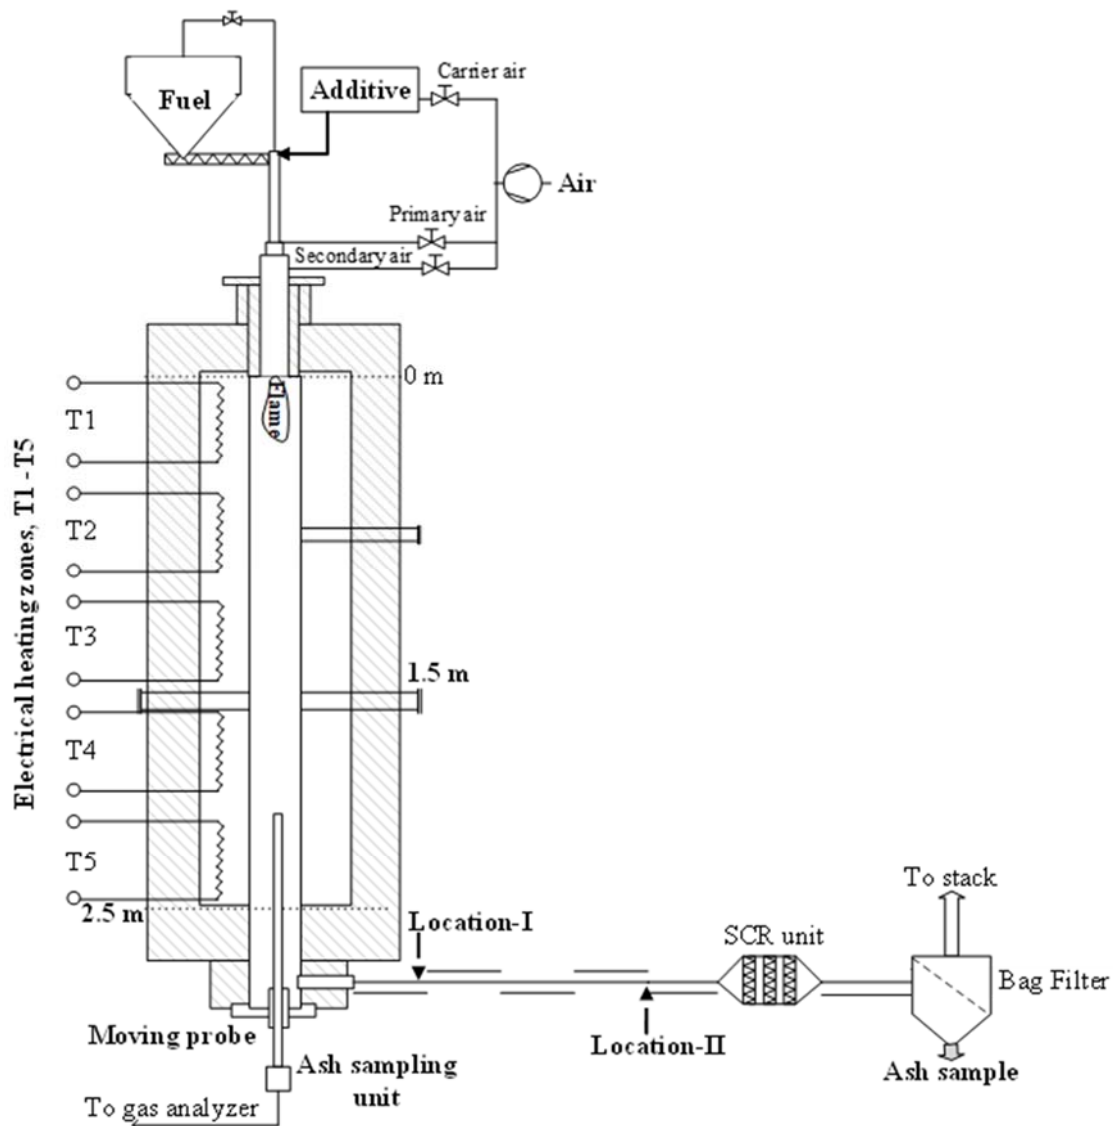 Carrier air
Additive
Fuel
Air
Primary air
Secondary air
0 m
Flame
T1
T2
T3
T4
T5
Electrical heating zones, T1 - T5
1.5 m
2.5 m
Location-I
SCR unit
To stack
Bag Filter
Moving probe
Location-II
Ash sample
Ash sampling
unit
To gas analyzer